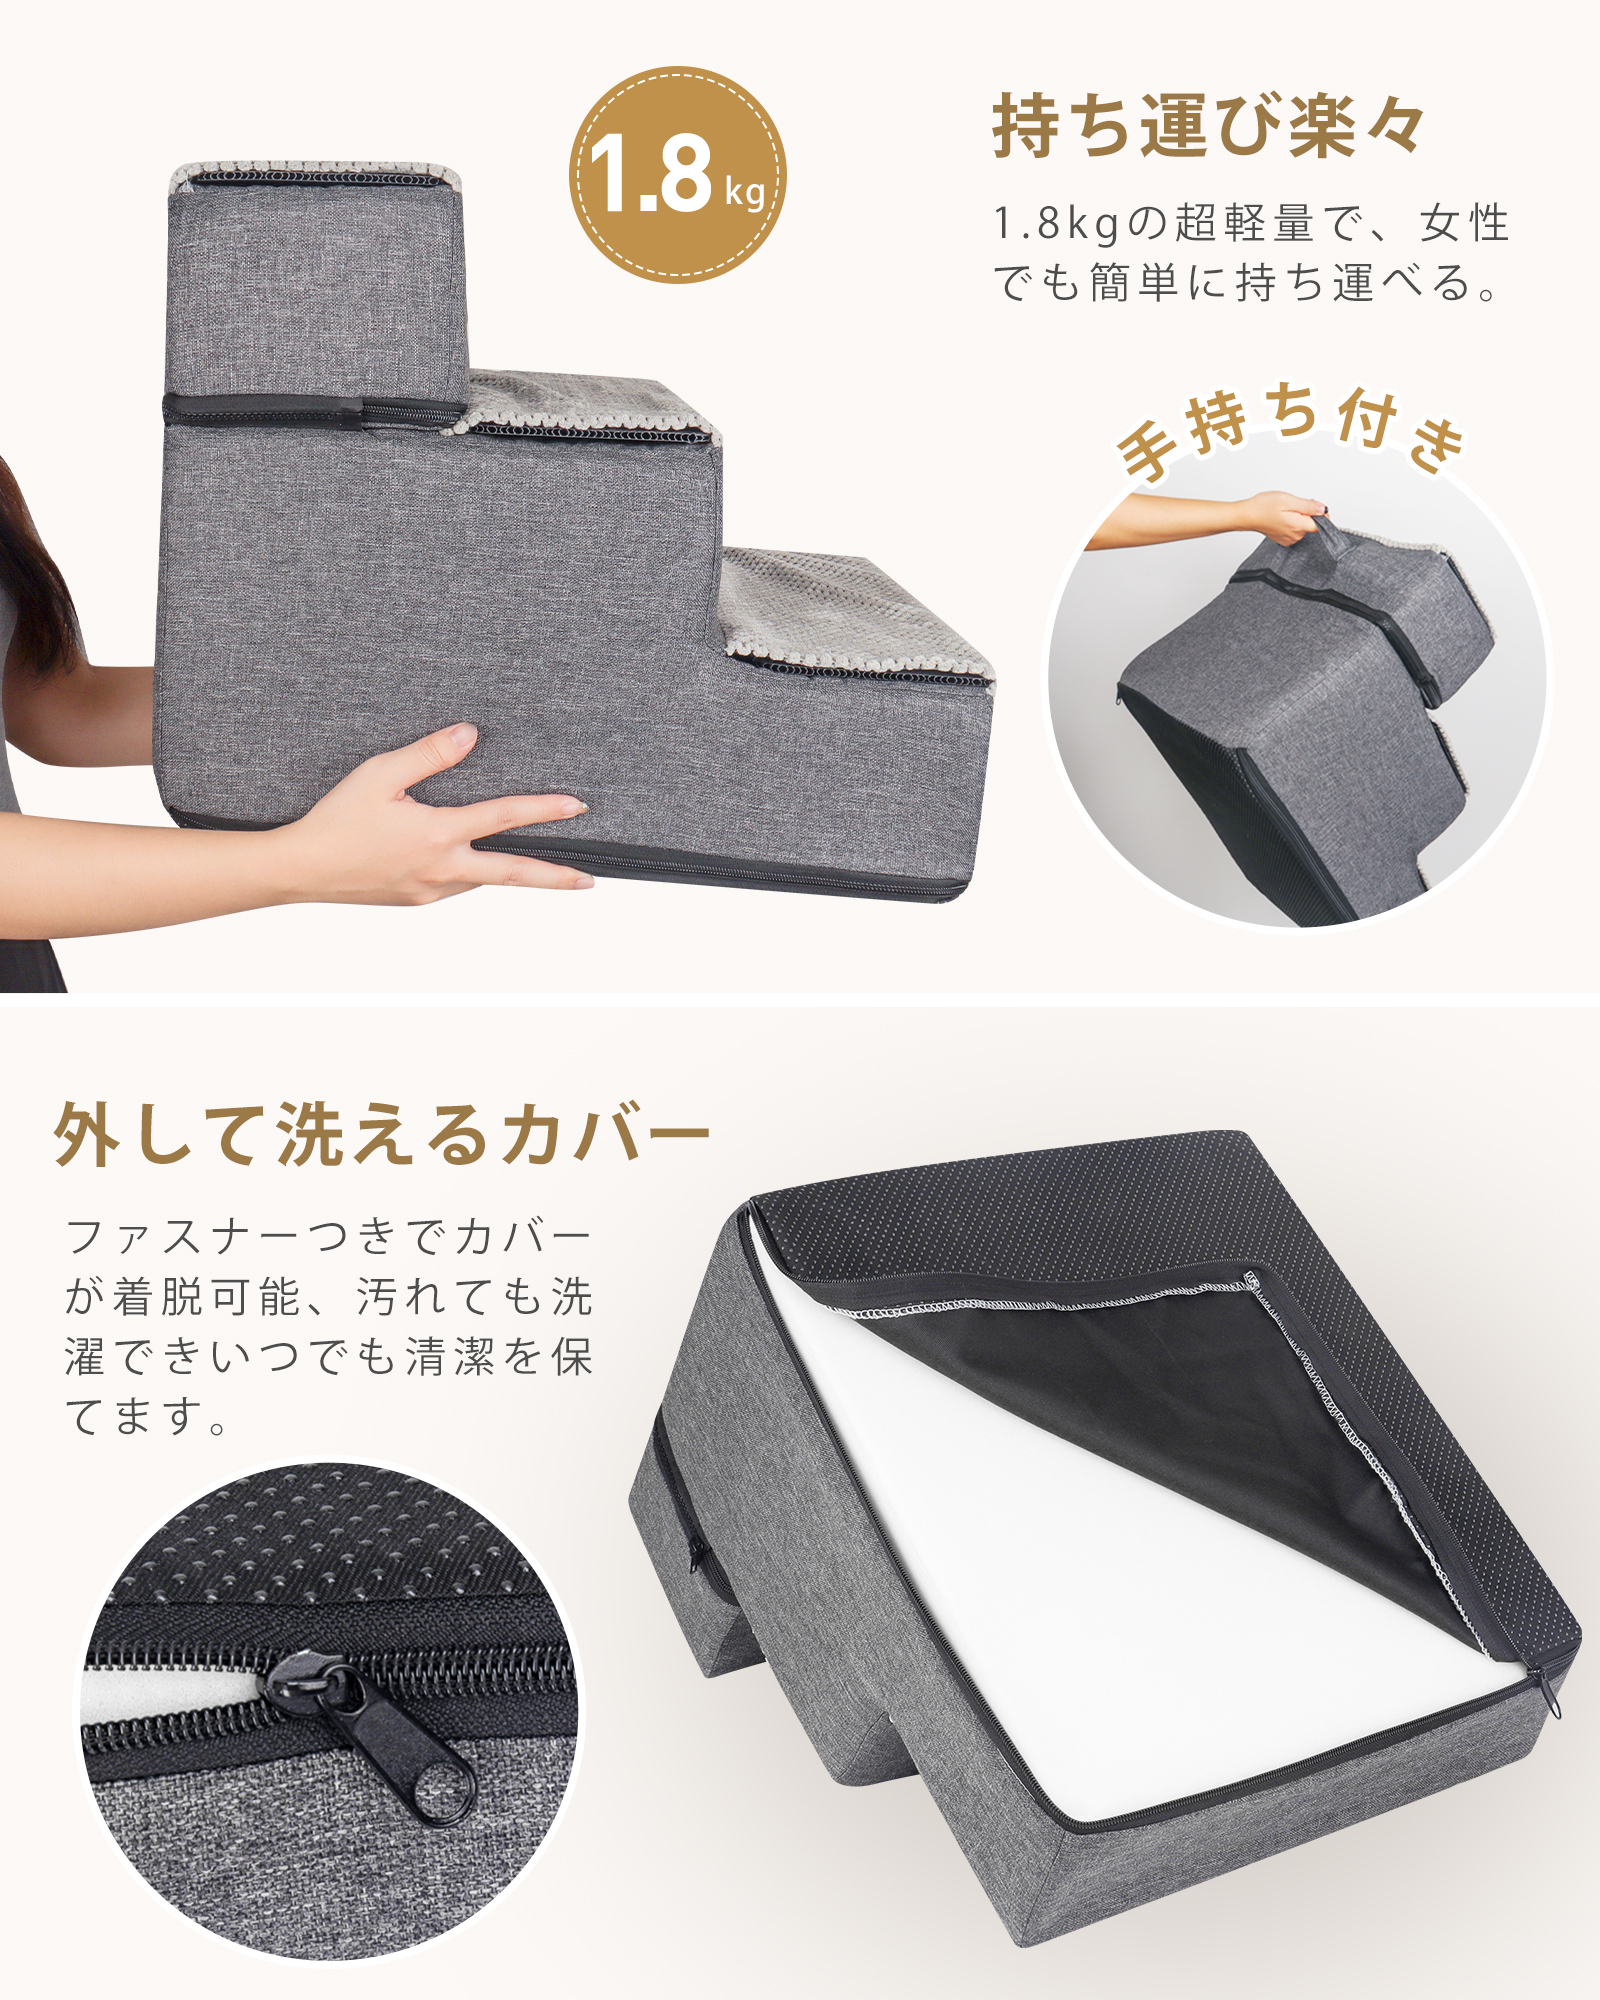 1.8 kg
持ち運び楽々
1.8kgの超軽量で、女性
でも簡単に持ち運べる。
手持ち付き
外して洗えるカバー
ファスナーつきでカバー
が着脱可能、汚れても洗
濯できいつでも清潔を保
てます。